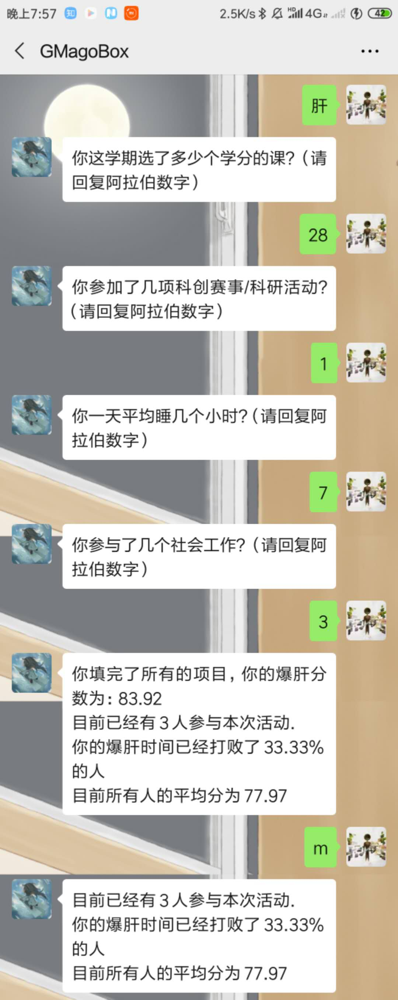 晚上7:57 知 N mi 2.5K/s HD 4G 42
GMagoBox
肝
你这学期选了多少个学分的课?(请
回复阿拉伯数字)
28
你参加了几项科创赛事/科研活动?
(请回复阿拉伯数字)
1
你一天平均睡几个小时?(请回复阿
拉伯数字)
7
你参与了几个社会工作?(请回复阿
拉伯数字)
3
你填完了所有的项目,你的爆肝分
数为: 83.92
目前已经有3人参与本次活动.
你的爆肝时间已经打败了33.33%
的人
目前所有人的平均分为77.97
m
目前已经有3人参与本次活动.
你的爆肝时间已经打败了33.33%
的人
目前所有人的平均分为77.97